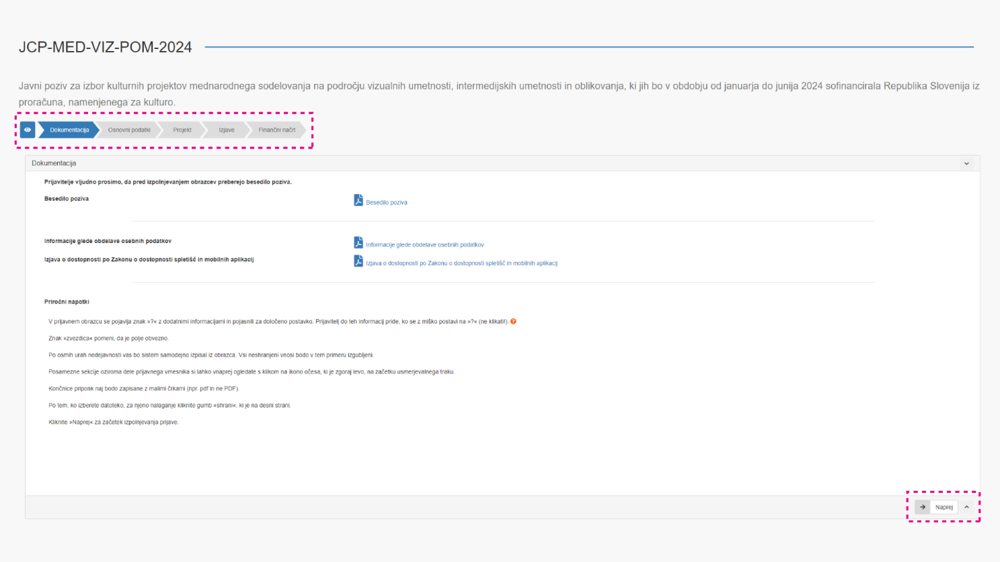 JCP-MED-VIZ-POM-2024
Javni poziv za izbor kulturnih projektov mednarodnega sodelovanja na področju vizualnih umetnosti, intermedijskih umetnosti in oblikovanja, ki jih bo v obdobju od januarja do junija 2024 sofinancirala Republika Slovenija iz
proračuna, namenjenega za kulturo.
Dokumentacija Osnovni podatki Projekt Izjave Finančni načrt
Dokumentacija
Prijavitelje vljudno prosimo, da pred izpolnjevanjem obrazcev preberejo besedilo poziva.
Besedilo poziva Besedilo poziva
Informacije glede obdelave osebnih podatkov Informacije glede obdelave osebnih podatkov
Izjava o dostopnosti po Zakonu o dostopnosti spletišč in mobilnih aplikacij Izjava o dostopnosti po Zakonu o dostopnosti spletišč in mobilnih aplikacij
Priročni napotki
V prijavnem obrazcu se pojavlja znak »?« z dodatnimi informacijami in pojasnili za določeno postavko. Prijavitelj do teh informacij pride, ko se z miško postavi na »?« (ne klikati!). ?
Znak »zvezdica« pomeni, da je polje obvezno.
Po osmih urah nedejavnosti vas bo sistem samodejno izpisal iz obrazca. Vsi neshranjeni vnosi bodo v tem primeru izgubljeni.
Posamezne sekcije oziroma dele prijavnega vmesnika si lahko vnaprej ogledate s klikom na ikono očesa, ki je zgoraj levo, na začetku usmerjevalnega traku.
Končnice priponk naj bodo zapisane z malimi črkami (npr. pdf in ne PDF).
Po tem, ko izberete datoteko, za njeno nalaganje kliknite gumb »shrani«, ki je na desni strani.
Kliknite »Naprej« za začetek izpolnjevanja prijave.
Naprej